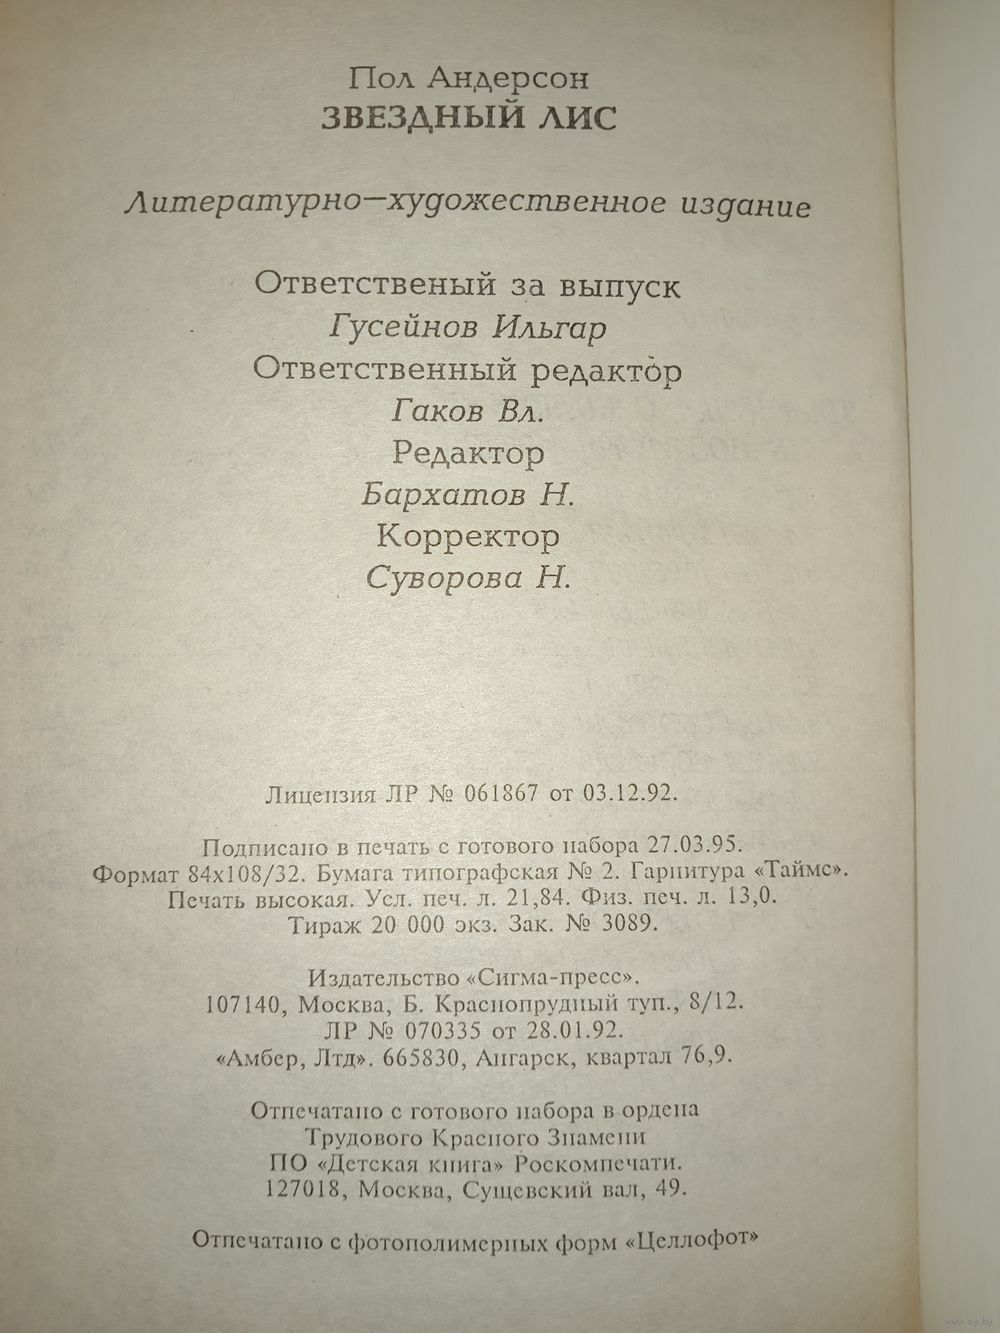 Пол Андерсон
ЗВЕЗДНЫЙ ЛИС
Литературно—художественное издание
Ответственый за выпуск
Гусейнов Ильгар
Ответственный редактор
Гаков Вл.
Редактор
Бархатов Н.
Корректор
Суворова Н.
Лицензия ЛР № 061867 от 03.12.92.
Подписано в печать с готового набора 27.03.95.
Формат 84х108/32. Бумага типографская № 2. Гарнитура «Таймс».
Печать высокая. Усл. печ. л. 21,84. Физ. печ. л. 13,0.
Тираж 20 000 экз. Зак. № 3089.
Издательство «Сигма-пресс».
107140, Москва, Б. Краснопрудный туп., 8/12.
ЛР № 070335 от 28.01.92.
«Амбер, Лтд». 665830, Ангарск, квартал 76,9.
Отпечатано с готового набора в ордена
Трудового Красного Знамени
ПО «Детская книга» Роскомпечати.
127018, Москва, Сущевский вал, 49.
Отпечатано с фотополимерных форм «Целлофот»
www.ay.by